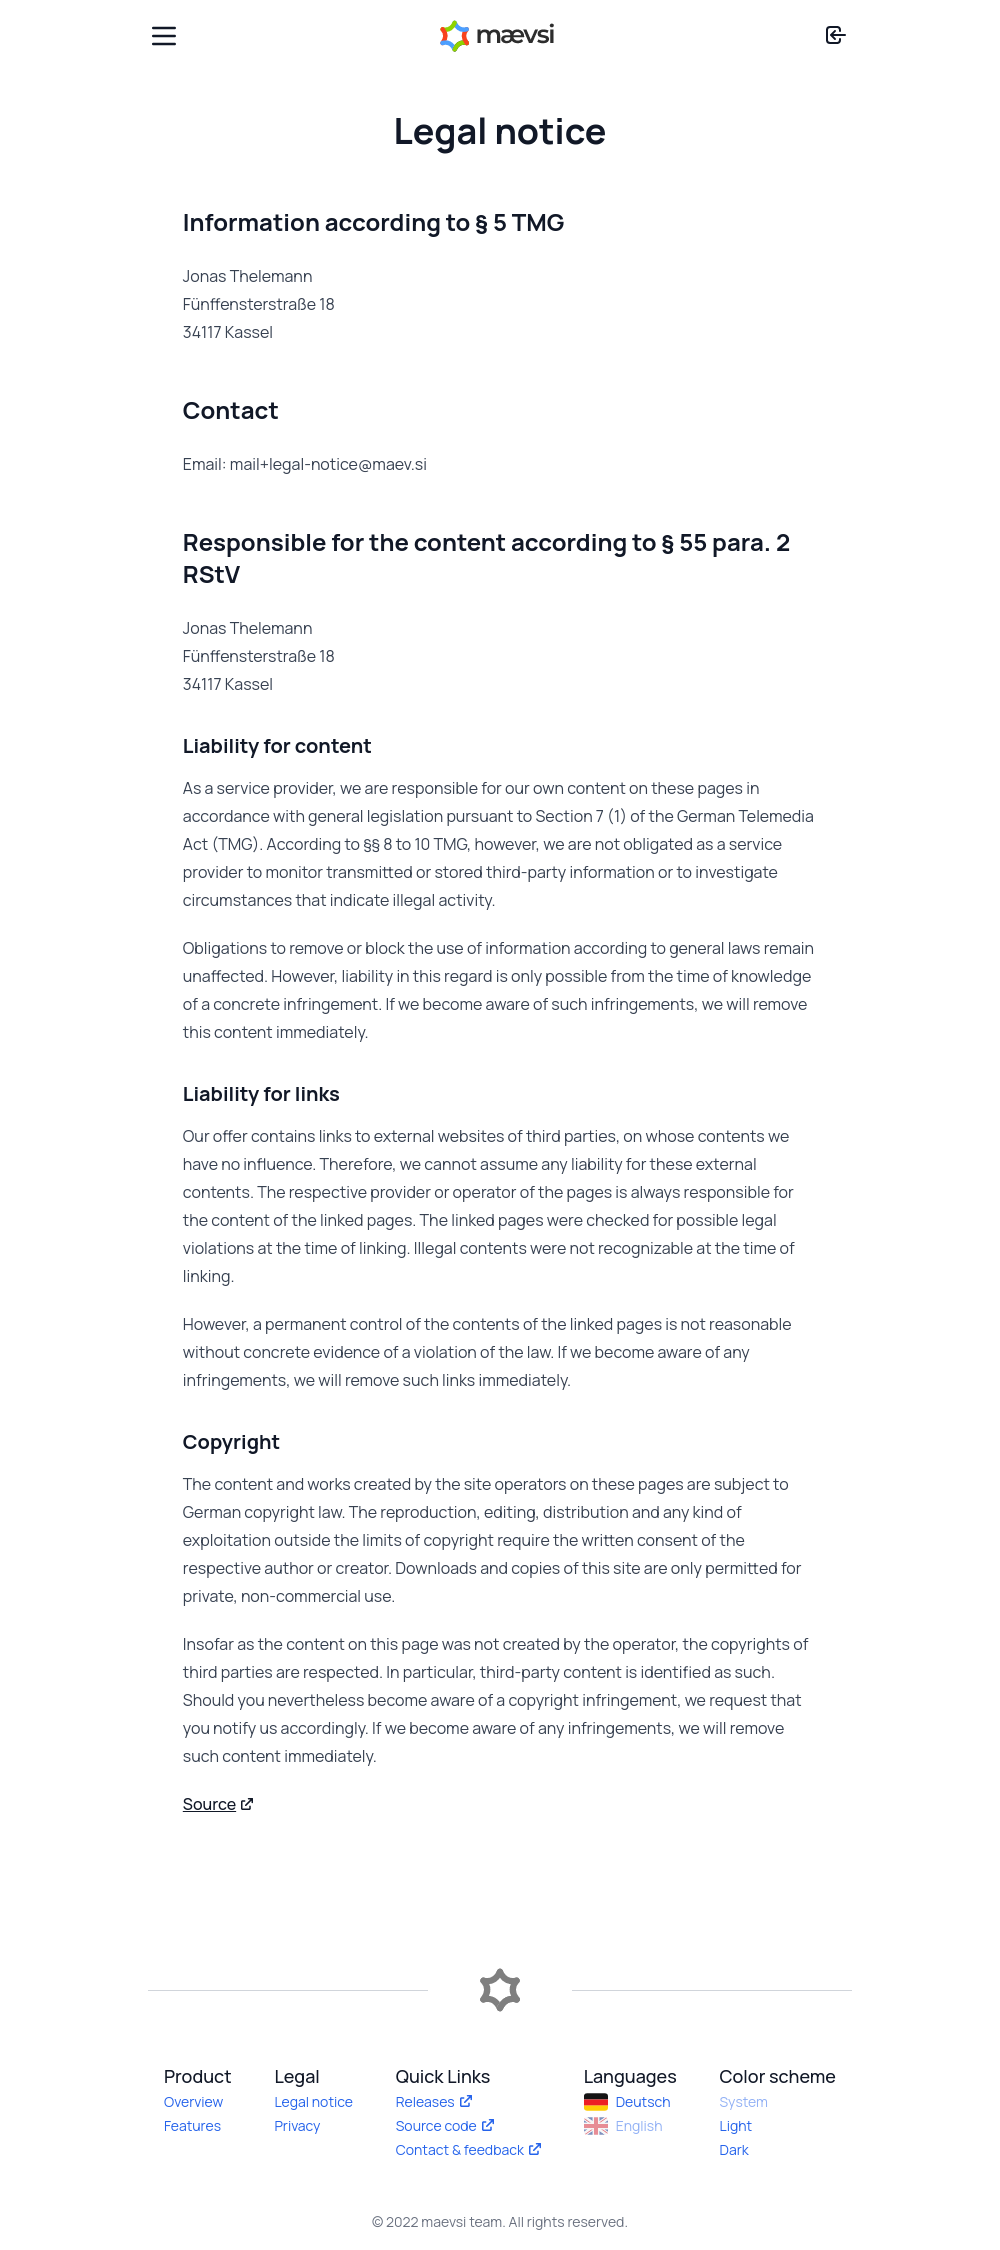 mævsi
Legal notice
Information according to § 5 TMG
Jonas Thelemann
Fünffensterstraße 18
34117 Kassel
Contact
Email: mail+legal-notice@maev.si
Responsible for the content according to § 55 para. 2
RStV
Jonas Thelemann
Fünffensterstraße 18
34117 Kassel
Liability for content
As a service provider, we are responsible for our own content on these pages in
accordance with general legislation pursuant to Section 7 (1) of the German Telemedia
Act (TMG). According to §§ 8 to 10 TMG, however, we are not obligated as a service
provider to monitor transmitted or stored third-party information or to investigate
circumstances that indicate illegal activity.
Obligations to remove or block the use of information according to general laws remain
unaffected. However, liability in this regard is only possible from the time of knowledge
of a concrete infringement. If we become aware of such infringements, we will remove
this content immediately.
Liability for links
Our offer contains links to external websites of third parties, on whose contents we
have no influence. Therefore, we cannot assume any liability for these external
contents. The respective provider or operator of the pages is always responsible for
the content of the linked pages. The linked pages were checked for possible legal
violations at the time of linking. Illegal contents were not recognizable at the time of
linking.
However, a permanent control of the contents of the linked pages is not reasonable
without concrete evidence of a violation of the law. If we become aware of any
infringements, we will remove such links immediately.
Copyright
The content and works created by the site operators on these pages are subject to
German copyright law. The reproduction, editing, distribution and any kind of
exploitation outside the limits of copyright require the written consent of the
respective author or creator. Downloads and copies of this site are only permitted for
private, non-commercial use.
Insofar as the content on this page was not created by the operator, the copyrights of
third parties are respected. In particular, third-party content is identified as such.
Should you nevertheless become aware of a copyright infringement, we request that
you notify us accordingly. If we become aware of any infringements, we will remove
such content immediately.
Source
Product
Overview
Features
Legal
Legal notice
Privacy
Quick Links
Releases
Source code
Contact & feedback
Languages
Deutsch
English
Color scheme
System
Light
Dark
© 2022 maevsi team. All rights reserved.